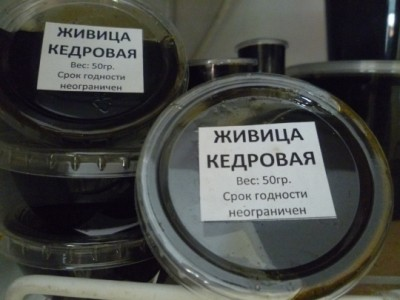 ЖИВИЦА
КЕДРОВАЯ
Вес: 50гр.
Срок годности
неограничен
ЖИВИЦА
КЕДРОВАЯ
Вес: 50гр.
Срок годности
неограничен